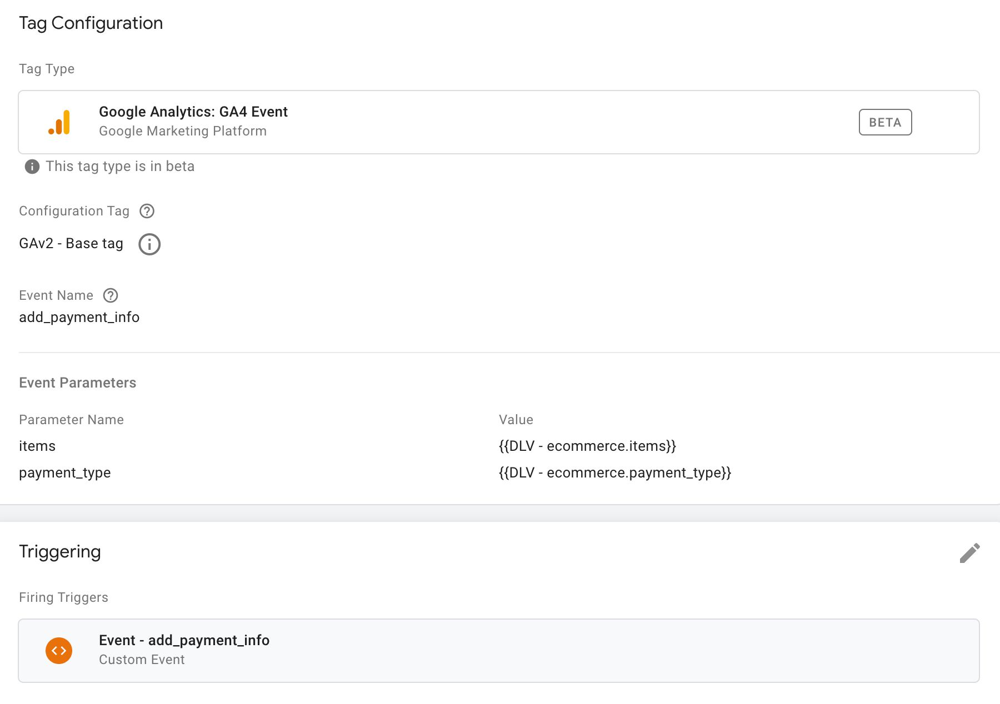 Tag Configuration
Tag Type
Google Analytics: GA4 Event
Google Marketing Platform
BETA
This tag type is in beta
Configuration Tag
GAv2 - Base tag
Event Name
add_payment_info
Event Parameters
Parameter Name Value
items {{DLV - ecommerce.items}}
payment_type {{DLV - ecommerce.payment_type}}
Triggering
Firing Triggers
Event - add_payment_info
Custom Event